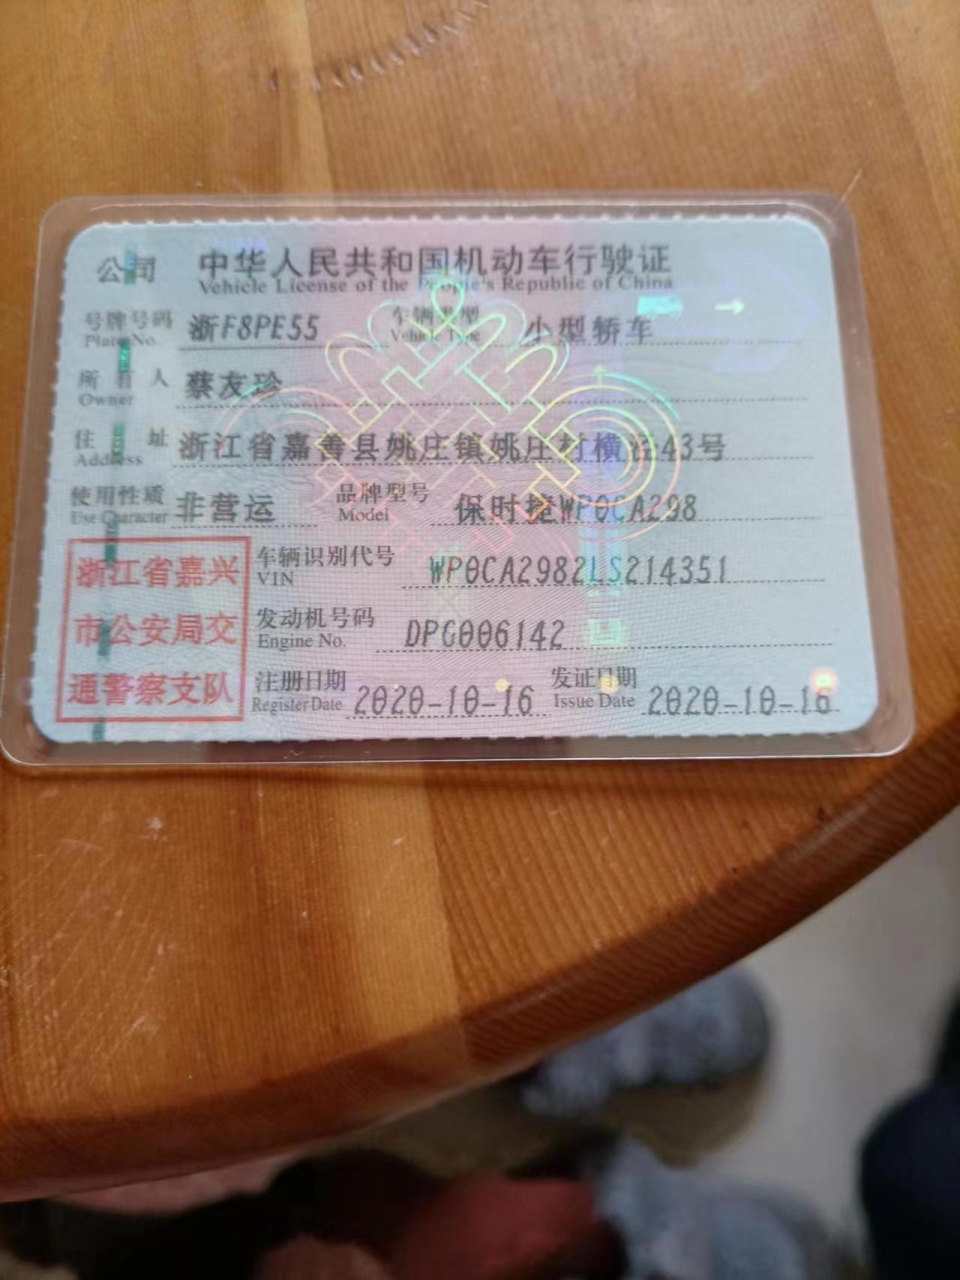 公司 中华人民共和国机动车行驶证
Vehicle License of the People's Republic of China
号牌号码 浙F8PE55 车辆类型 小型轿车
Plate No. Vehicle Type
所有人 蔡友珍
Owner
住址 浙江省嘉善县姚庄镇姚庄村横泾43号
Address
使用性质 非营运 品牌型号 保时捷WP0CA298
Use Character Model
浙江省嘉兴
市公安局交
通警察支队
车辆识别代号 WP0CA2982LS214351
VIN
发动机号码 DPC006142
Engine No.
注册日期 2020-10-16 发证日期 2020-10-16
Register Date Issue Date